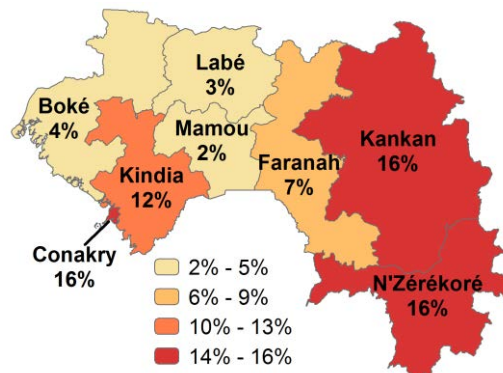 Labé
3%
Boké
4%
Mamou
2%
Kankan
16%
Faranah
7%
Kindia
12%
Conakry
16%
N'Zérékoré
16%
2% - 5%
6% - 9%
10% - 13%
14% - 16%